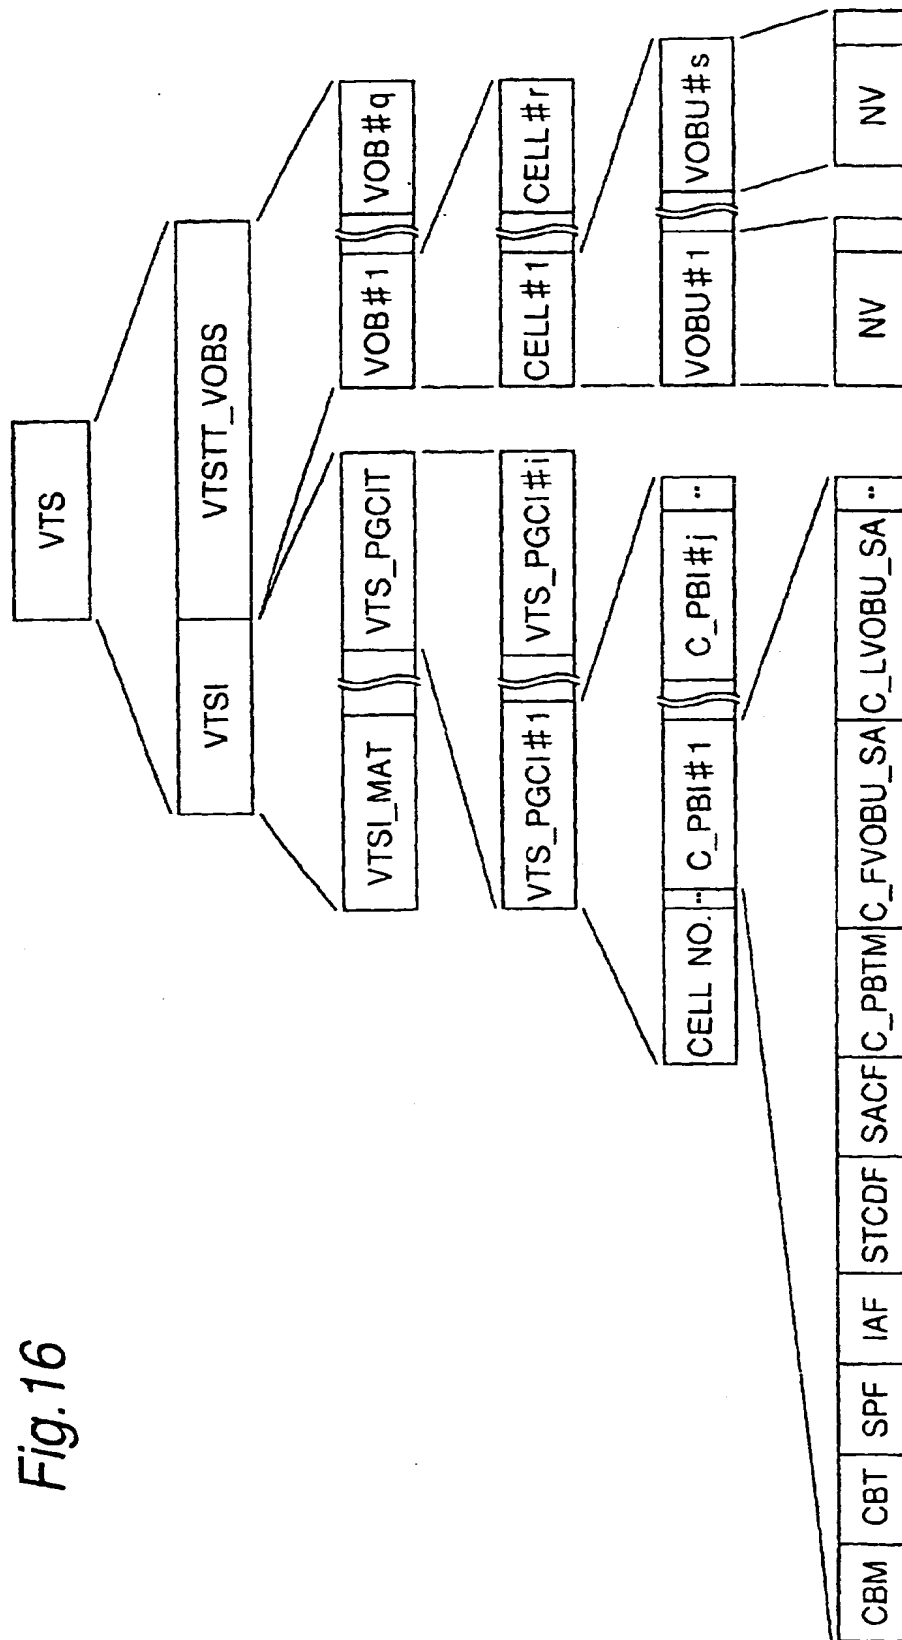 Fig.16
VTS
VTSI VTSTT_VOBS
VTSI_MAT VTS_PGCIT VOB#1 VOB#q
VTS_PGCI#1 VTS_PGCI#i CELL#1 CELL#r
CELL NO. .. C_PBI#1 C_PBI#j .. VOBU#1 VOBU#s
CBM CBT SPF IAF STCDF SACF C_PBTM C_FVOBU_SA C_LVOBU_SA .. NV NV